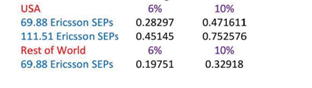 USA 6% 10%
69.88 Ericsson SEPs 0.28297 0.471611
111.51 Ericsson SEPs 0.45145 0.752576
Rest of World 6% 10%
69.88 Ericsson SEPs 0.19751 0.32918